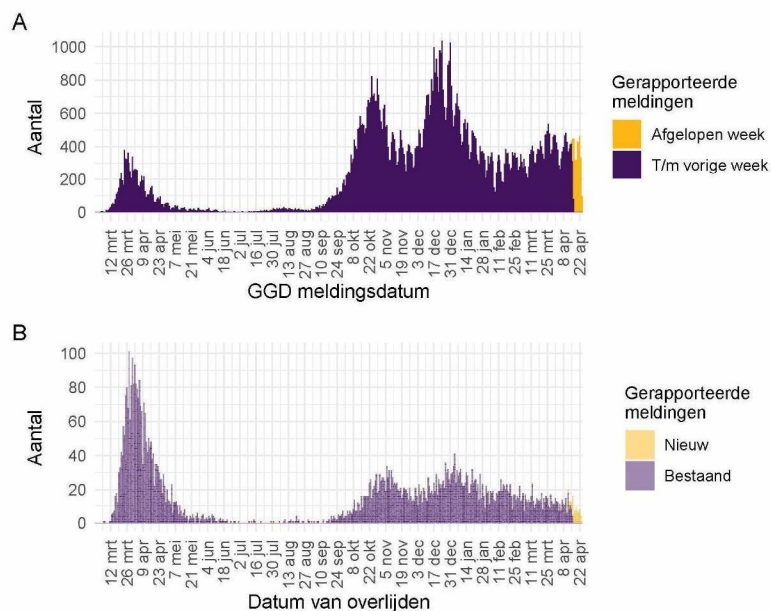 A
Aantal
1000
800
600
400
200
0
12 mrt
26 mrt
9 apr
23 apr
7 mei
21 mei
4 jun
18 jun
2 jul
16 jul
30 jul
13 aug
27 aug
10 sep
24 sep
8 okt
22 okt
5 nov
19 nov
3 dec
17 dec
31 dec
14 jan
28 jan
11 feb
25 feb
11 mrt
25 mrt
8 apr
22 apr
GGD meldingsdatum
Gerapporteerde
meldingen
Afgelopen week
T/m vorige week
B
Aantal
100
80
60
40
20
0
12 mrt
26 mrt
9 apr
23 apr
7 mei
21 mei
4 jun
18 jun
2 jul
16 jul
30 jul
13 aug
27 aug
10 sep
24 sep
8 okt
22 okt
5 nov
19 nov
3 dec
17 dec
31 dec
14 jan
28 jan
11 feb
25 feb
11 mrt
25 mrt
8 apr
22 apr
Datum van overlijden
Gerapporteerde
meldingen
Nieuw
Bestaand